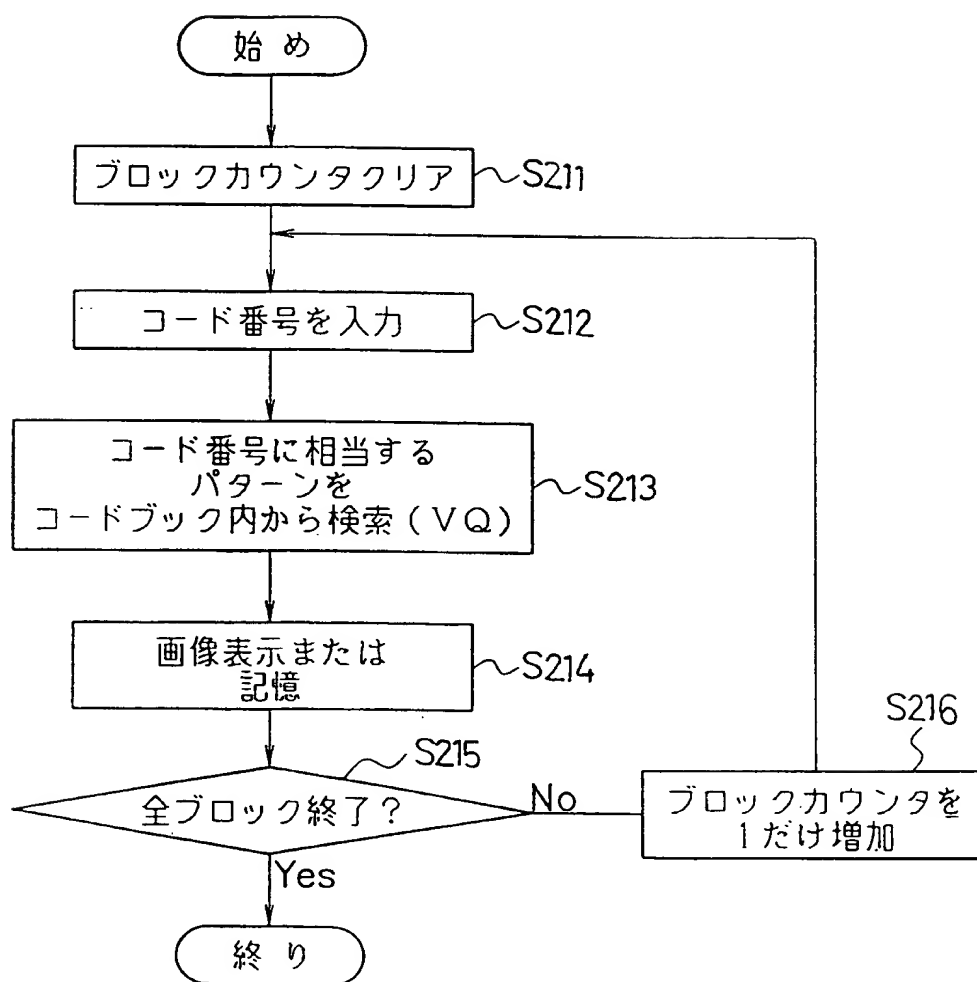 始め
ブロックカウンタクリア
S211
コード番号を入力
S212
コード番号に相当する
パターンを
コードブック内から検索(VQ)
S213
画像表示または
記憶
S214
S215
全ブロック終了?
No
S216
ブロックカウンタを
1だけ増加
Yes
終り